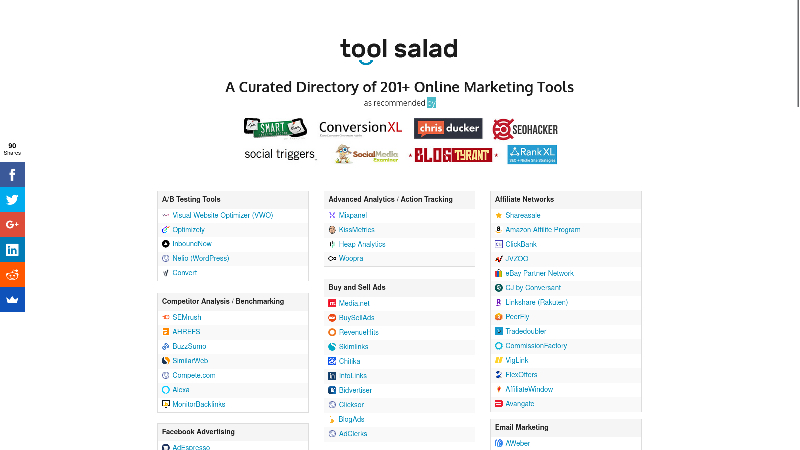 tool salad
A Curated Directory of 201+ Online Marketing Tools
as recommended by
SMART
ConversionXL
chris ducker
SEOHACKER
social triggers
SocialMedia Examiner
BLOG TYRANT
RankXL
90
Shares
A/B Testing Tools
Visual Website Optimizer (VWO)
Optimizely
InboundNow
Nelio (WordPress)
Convert
Competitor Analysis / Benchmarking
SEMrush
AHREFS
BuzzSumo
SimilarWeb
Compete.com
Alexa
MonitorBacklinks
Facebook Advertising
AdEspresso
Advanced Analytics / Action Tracking
Mixpanel
KissMetrics
Heap Analytics
Woopra
Buy and Sell Ads
Media.net
BuySellAds
RevenueHits
Skimlinks
Chitika
InfoLinks
Bidvertiser
Clicksor
BlogAds
AdClerks
Affiliate Networks
Shareasale
Amazon Affilite Program
ClickBank
JVZOO
eBay Partner Network
CJ by Conversant
Linkshare (Rakuten)
PeerFly
Tradedoubler
CommissionFactory
VigLink
FlexOffers
AffiliateWindow
Avangate
Email Marketing
AWeber